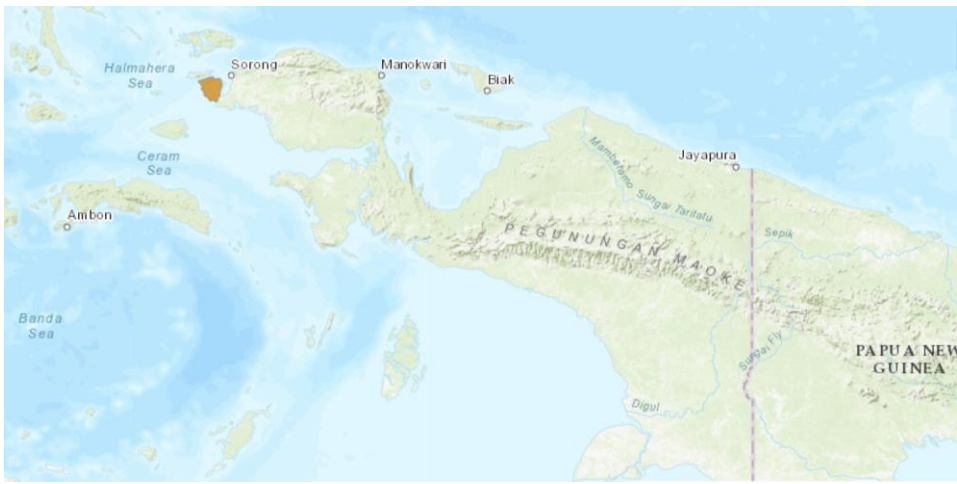 Halmahera
Sea
Sorong
Manokwari
Biak
Ceram
Sea
Jayapura
Mamberamo Sungai Taritatu
Ambon
Sepik
PEGUNUNGAN MAOKE
Banda
Sea
Sungai Fly
PAPUA NEW
GUINEA
Digul